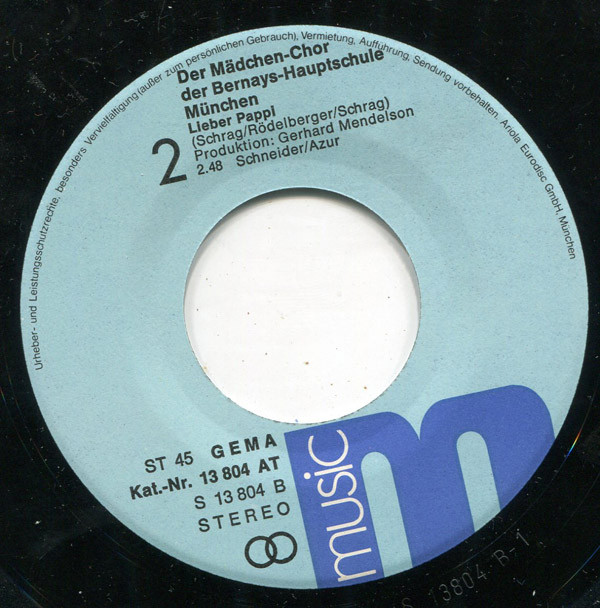 Urheber- und Leistungsschutzrechte, besonders Vervielfältigung (außer zum persönlichen Gebrauch), Vermietung, Aufführung, Sendung vorbehalten. Ariola Eurodisc GmbH, München
Der Mädchen-Chor
der Bernays-Hauptschule
München
Lieber Pappi
(Schrag/Rödelberger/Schrag)
Produktion: Gerhard Mendelson
2.48 Schneider/Azur
2
ST 45 GEMA
Kat.-Nr. 13 804 AT
S 13 804 B
STEREO
music
m
S 13804 B-1